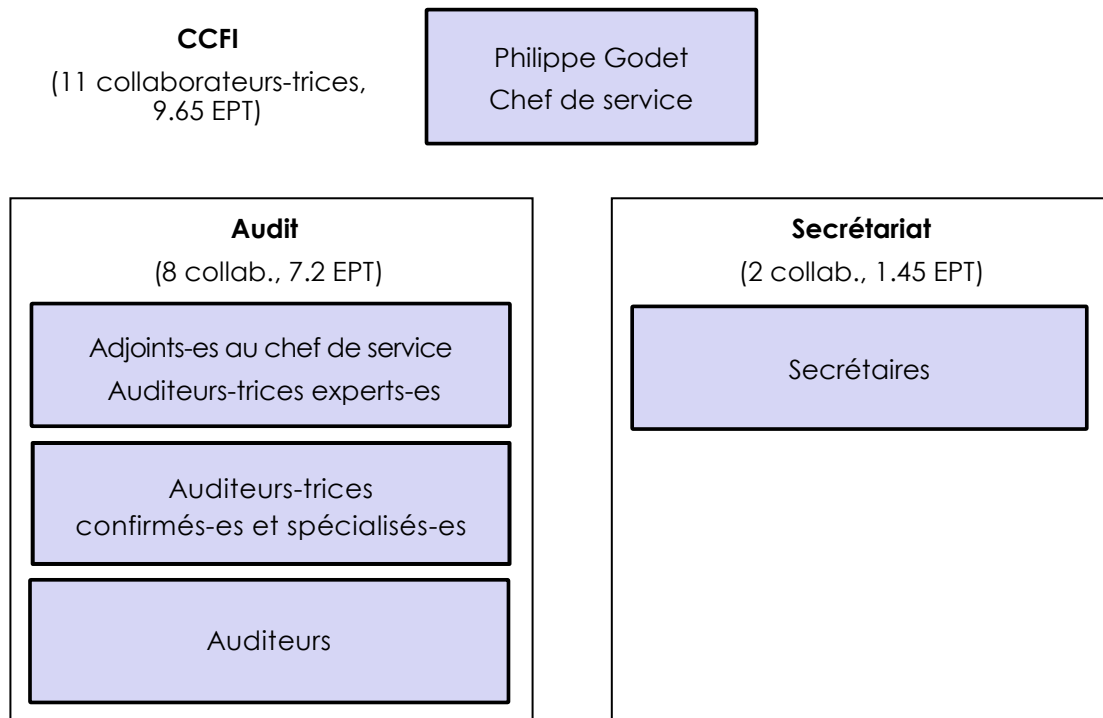 CCFI
(11 collaborateurs-trices,
9.65 EPT)
Philippe Godet
Chef de service
Audit
(8 collab., 7.2 EPT)
Adjoints-es au chef de service
Auditeurs-trices experts-es
Auditeurs-trices
confirmés-es et spécialisés-es
Auditeurs
Secrétariat
(2 collab., 1.45 EPT)
Secrétaires